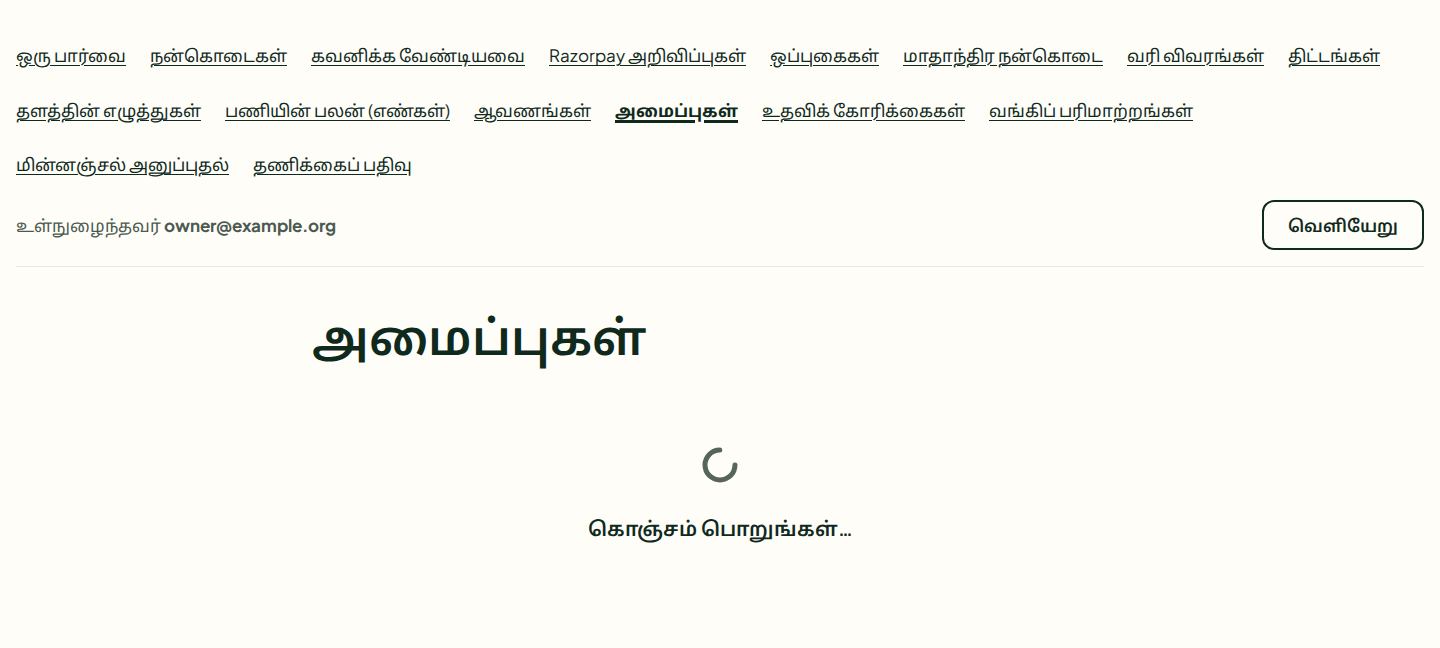 ஒரு பார்வை நன்கொடைகள் கவனிக்க வேண்டியவை Razorpay அறிவிப்புகள் ஒப்புகைகள் மாதாந்திர நன்கொடை வரி விவரங்கள் திட்டங்கள்
தளத்தின் எழுத்துகள் பணியின் பலன் (எண்கள்) ஆவணங்கள் அமைப்புகள் உதவிக் கோரிக்கைகள் வங்கிப் பரிமாற்றங்கள்
மின்னஞ்சல் அனுப்புதல் தணிக்கைப் பதிவு
உள்நுழைந்தவர் owner@example.org வெளியேறு
அமைப்புகள்
கொஞ்சம் பொறுங்கள்…